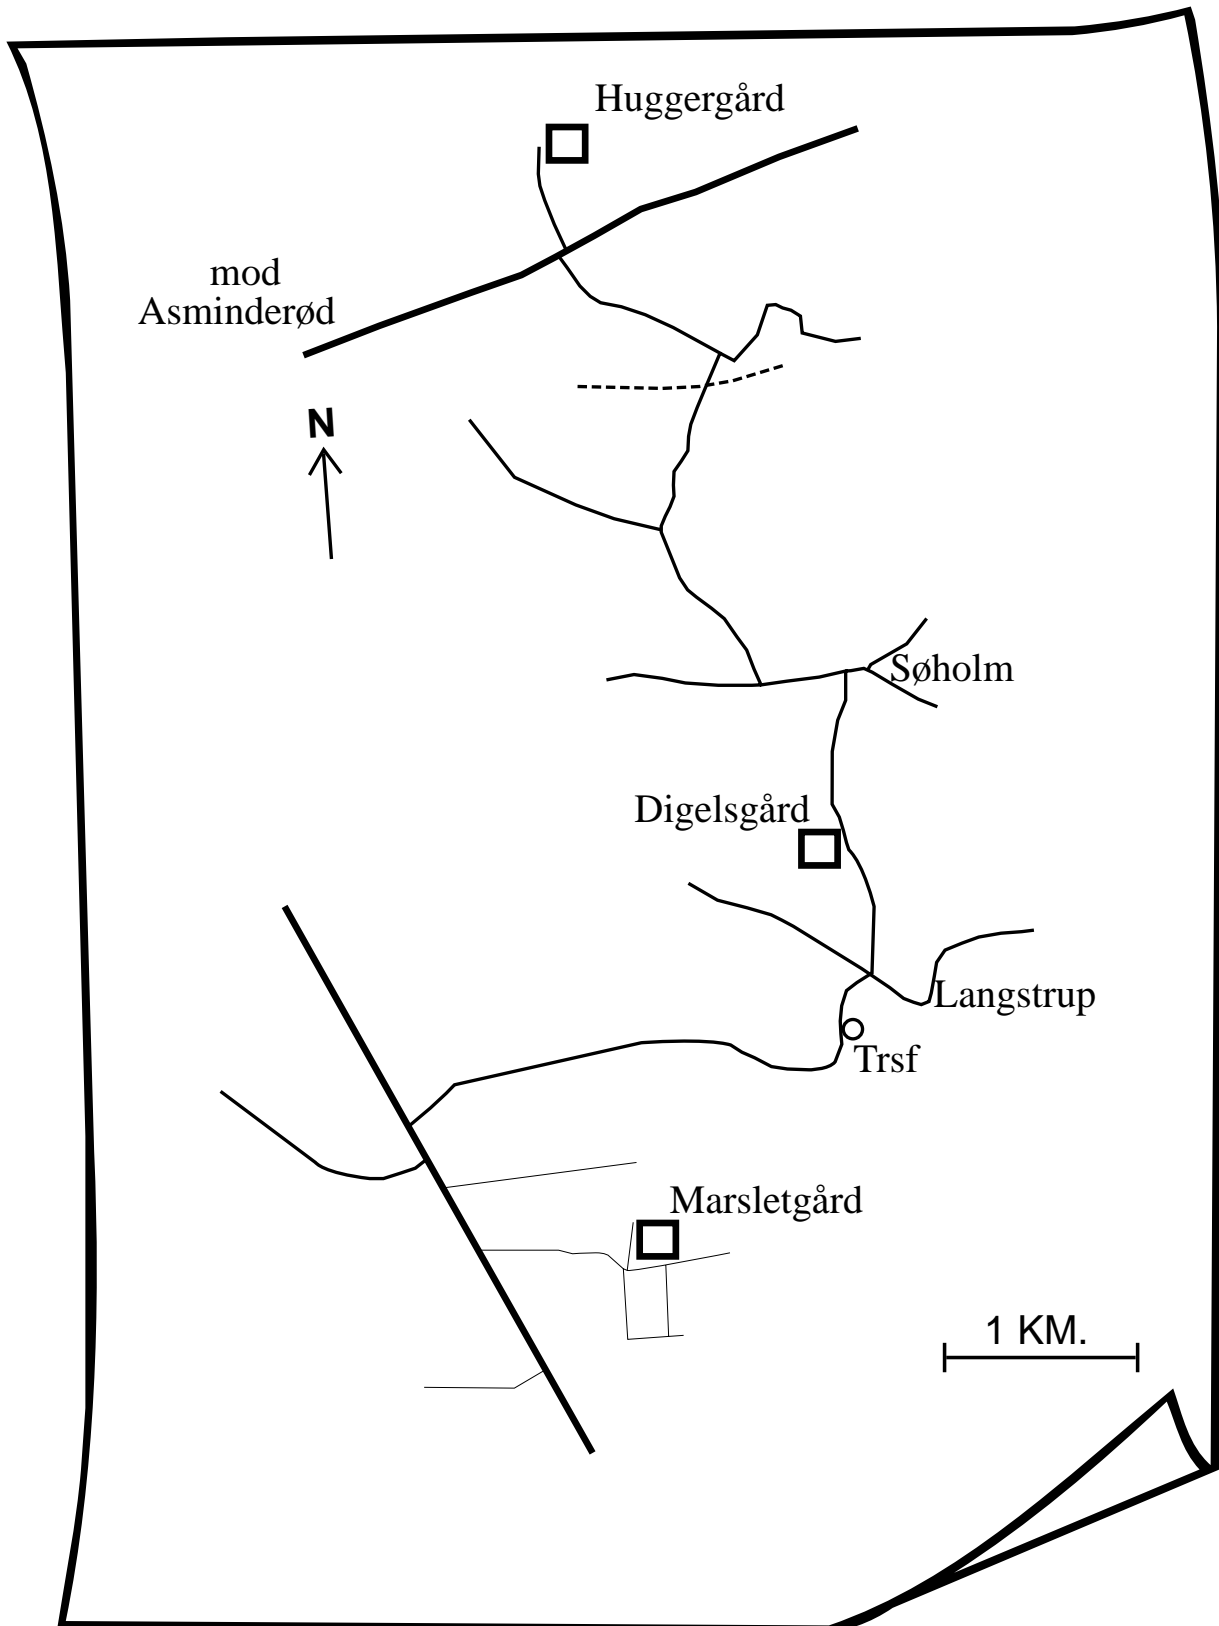 Huggergård
mod
Asminderød
N
Søholm
Digelsgård
Langstrup
Trsf
Marsletgård
1 KM.